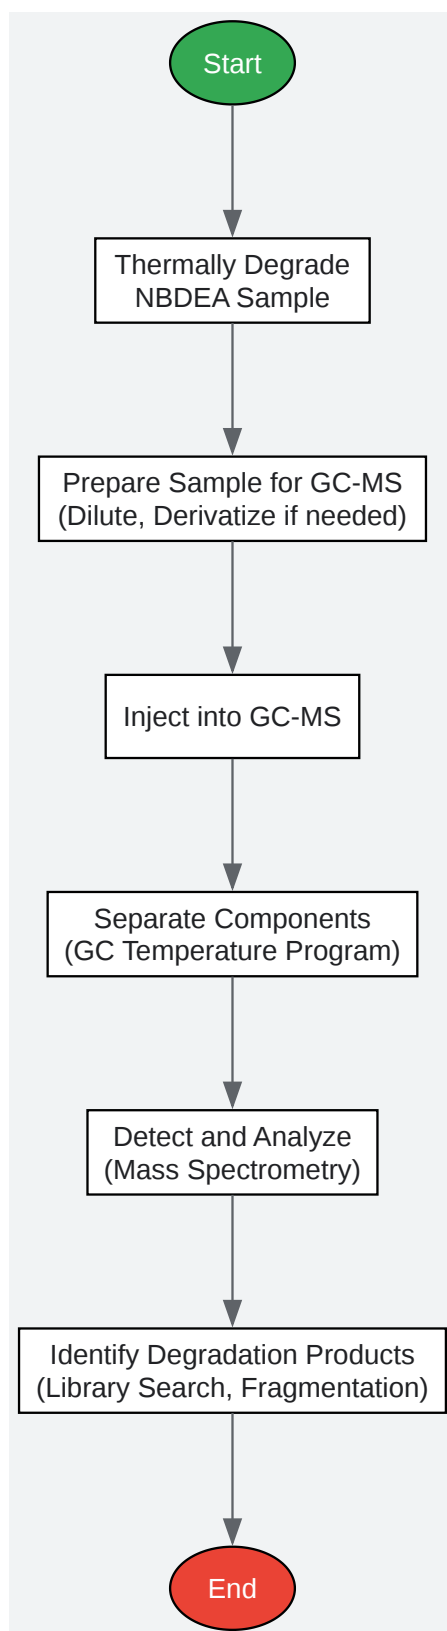 Start
Thermally Degrade
NBDEA Sample
Prepare Sample for GC-MS
(Dilute, Derivatize if needed)
Inject into GC-MS
Separate Components
(GC Temperature Program)
Detect and Analyze
(Mass Spectrometry)
Identify Degradation Products
(Library Search, Fragmentation)
End